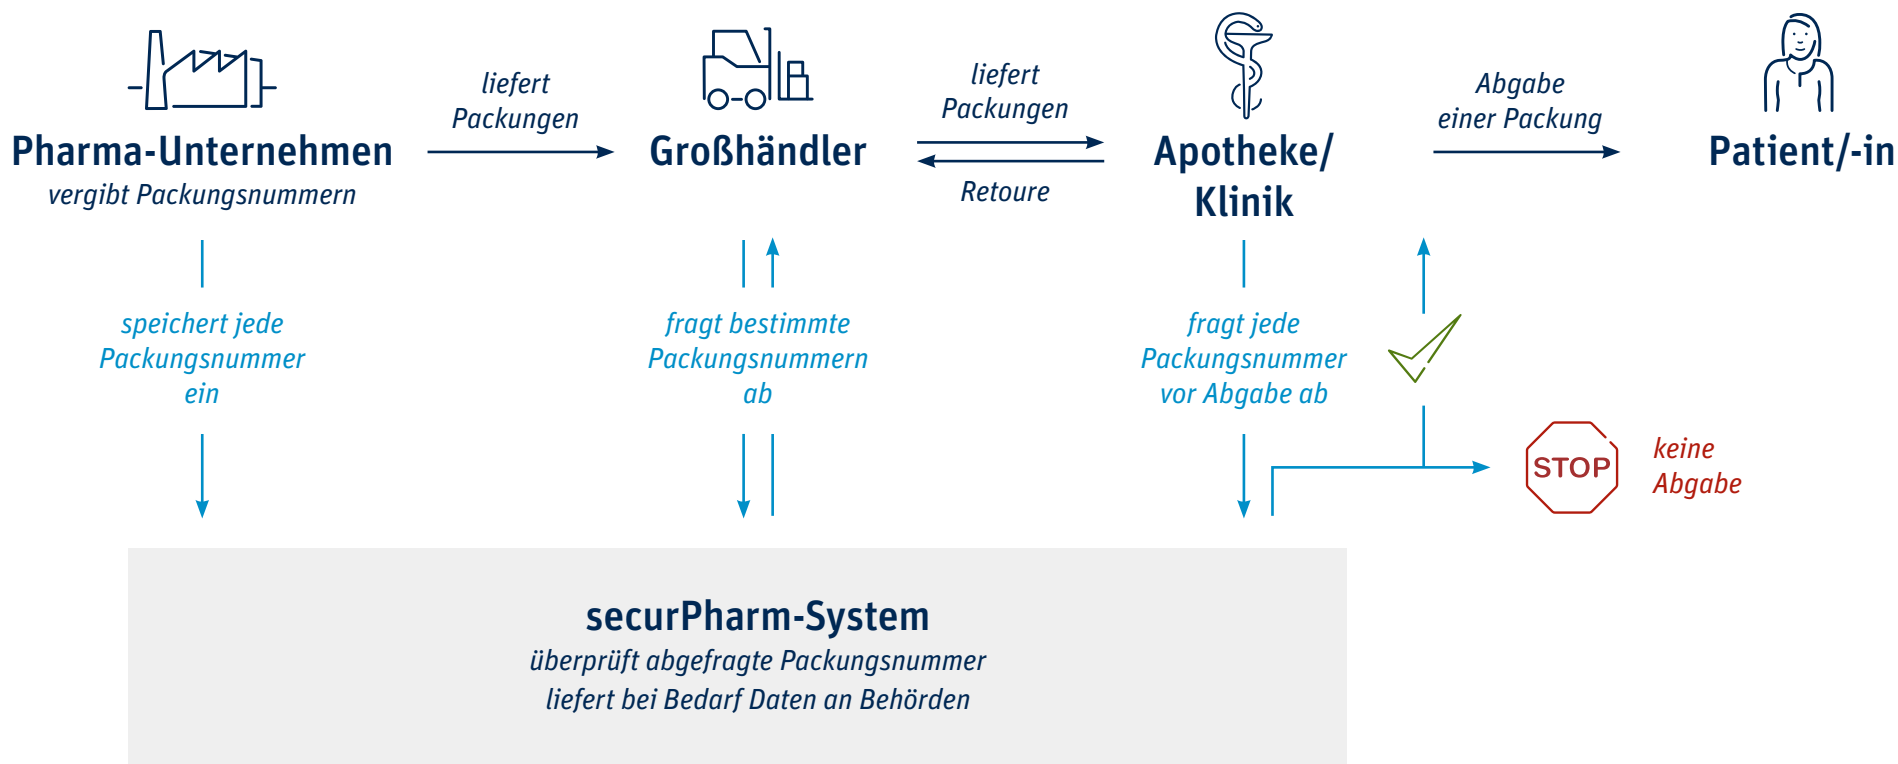 liefert
Packungen
liefert
Packungen
Abgabe
einer Packung
Pharma-Unternehmen
vergibt Packungsnummern
Großhändler
Retoure
Apotheke/
Klinik
Patient/-in
speichert jede
Packungsnummer
ein
fragt bestimmte
Packungsnummern
ab
fragt jede
Packungsnummer
vor Abgabe ab
STOP
keine
Abgabe
securPharm-System
überprüft abgefragte Packungsnummer
liefert bei Bedarf Daten an Behörden